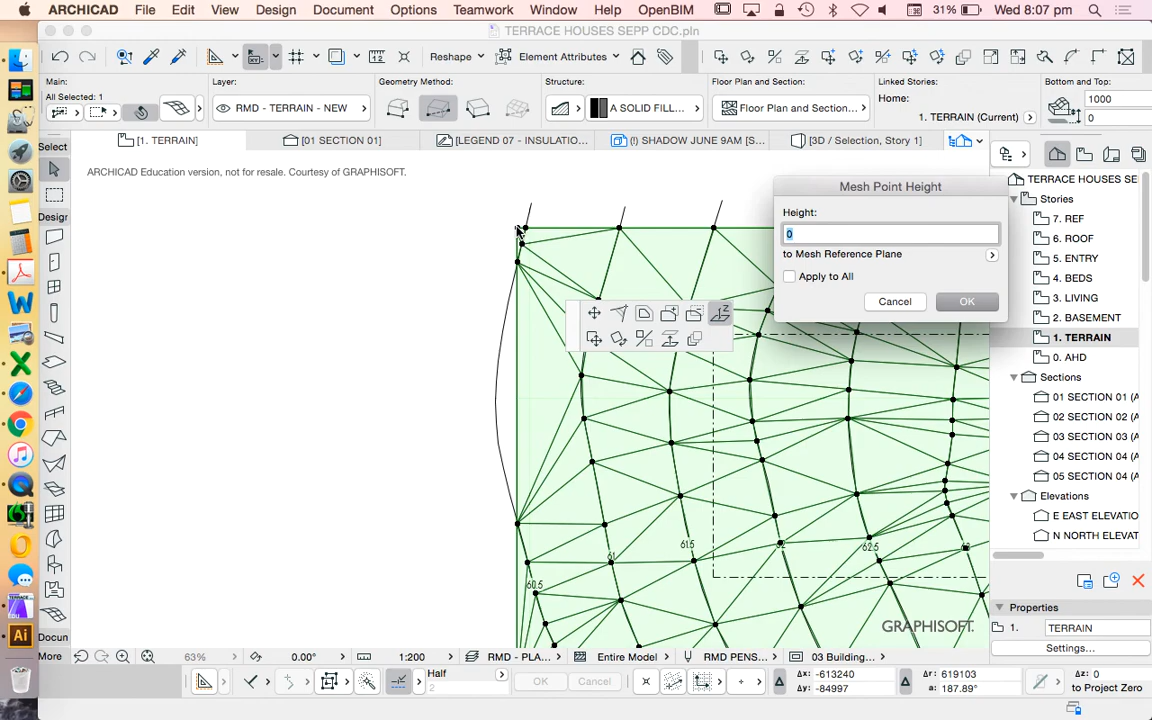 ARCHICAD File Edit View Design Document Options Teamwork Window Help OpenBIM 31% Wed 8:07 pm
TERRACE HOUSES SEPP CDC.pln
Reshape Element Attributes
Main: Layer: Geometry Method: Structure: Floor Plan and Section: Linked Stories: Bottom and Top:
All Selected: 1 RMD - TERRAIN - NEW A SOLID FILL... Floor Plan and Section... Home: 1000
1. TERRAIN (Current) 0
Select [1. TERRAIN] [01 SECTION 01] [LEGEND 07 - INSULATIO... (!) SHADOW JUNE 9AM [S... [3D / Selection, Story 1]
ARCHICAD Education version, not for resale. Courtesy of GRAPHISOFT.
Design
Mesh Point Height
Height:
0
to Mesh Reference Plane
Apply to All
Cancel OK
TERRACE HOUSES SE
Stories
7. REF
6. ROOF
5. ENTRY
4. BEDS
3. LIVING
2. BASEMENT
1. TERRAIN
0. AHD
Sections
01 SECTION 01 (A
02 SECTION 02 (A
03 SECTION 03 (A
04 SECTION 04 (A
05 SECTION 05 (A
Elevations
E EAST ELEVATIO
N NORTH ELEVAT
60.5 61 61.5 62 62.5 63
GRAPHISOFT.
Properties
1. TERRAIN
Settings...
Docun
More 63% 0.00° 1:200 RMD - PLA... Entire Model RMD PENS... 03 Building...
Half
2
OK Cancel
Δx: -613240 Δr: 619103 Δz: 0
Δy: -84997 a: 187.89° to Project Zero